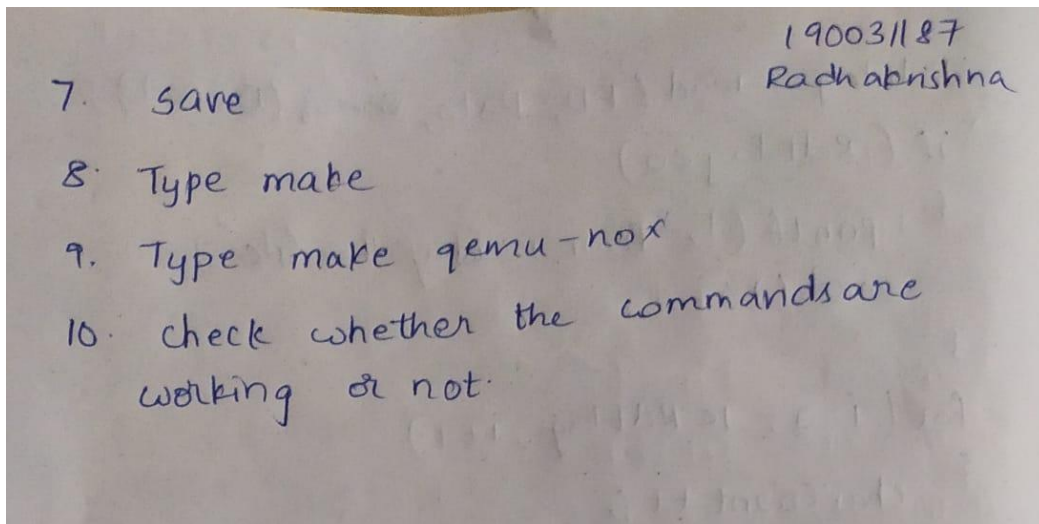 190031187
Radhakrishna
7. save
8. Type make
9. Type make qemu-nox
10. check whether the commands are
working or not.